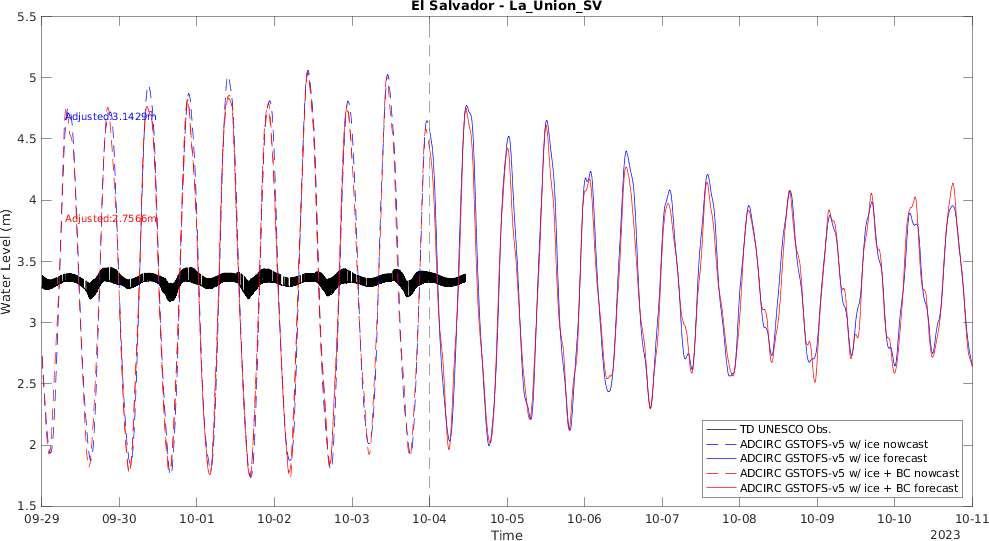 El Salvador - La_Union_SV
5.5
5
4.5
4
3.5
3
2.5
2
1.5
Water Level (m)
Adjusted:3.1429m
Adjusted:2.7566m
TD UNESCO Obs.
ADCIRC GSTOFS-v5 w/ ice nowcast
ADCIRC GSTOFS-v5 w/ ice forecast
ADCIRC GSTOFS-v5 w/ ice + BC nowcast
ADCIRC GSTOFS-v5 w/ ice + BC forecast
09-29 09-30 10-01 10-02 10-03 10-04 10-05 10-06 10-07 10-08 10-09 10-10 10-11
Time
2023